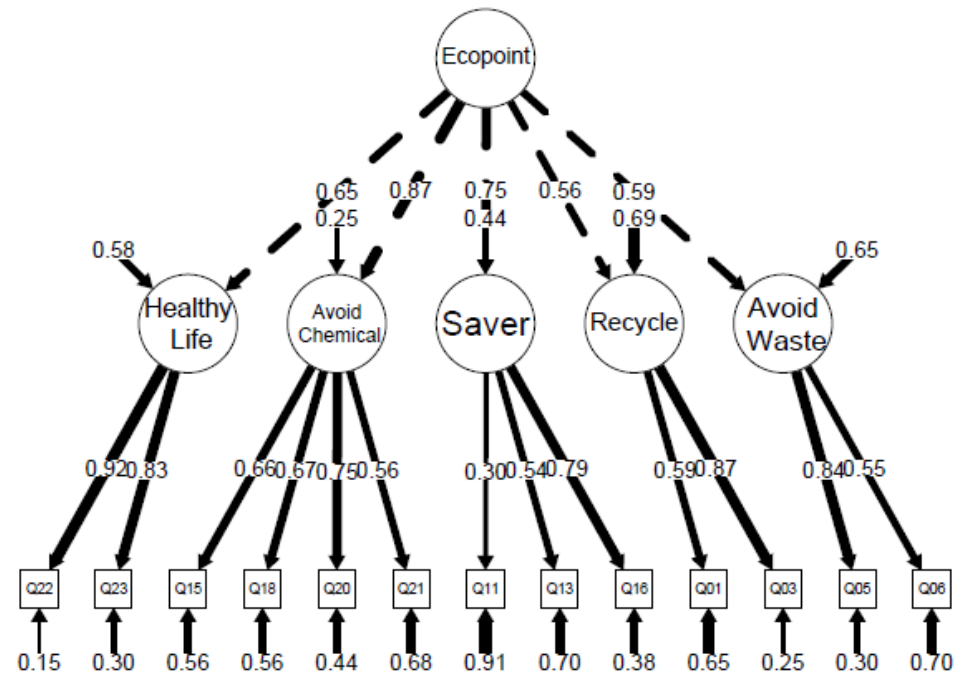 Ecopoint
0.65 0.87 0.75 0.56 0.59
0.25 0.44 0.69
0.58 0.65
Healthy Life
Avoid Chemical
Saver
Recycle
Avoid Waste
0.92 0.83 0.66 0.67 0.75 0.56 0.30 0.54 0.79 0.59 0.87 0.84 0.55
Q22 Q23 Q15 Q18 Q20 Q21 Q11 Q13 Q16 Q01 Q03 Q05 Q06
0.15 0.30 0.56 0.56 0.44 0.68 0.91 0.70 0.38 0.65 0.25 0.30 0.70